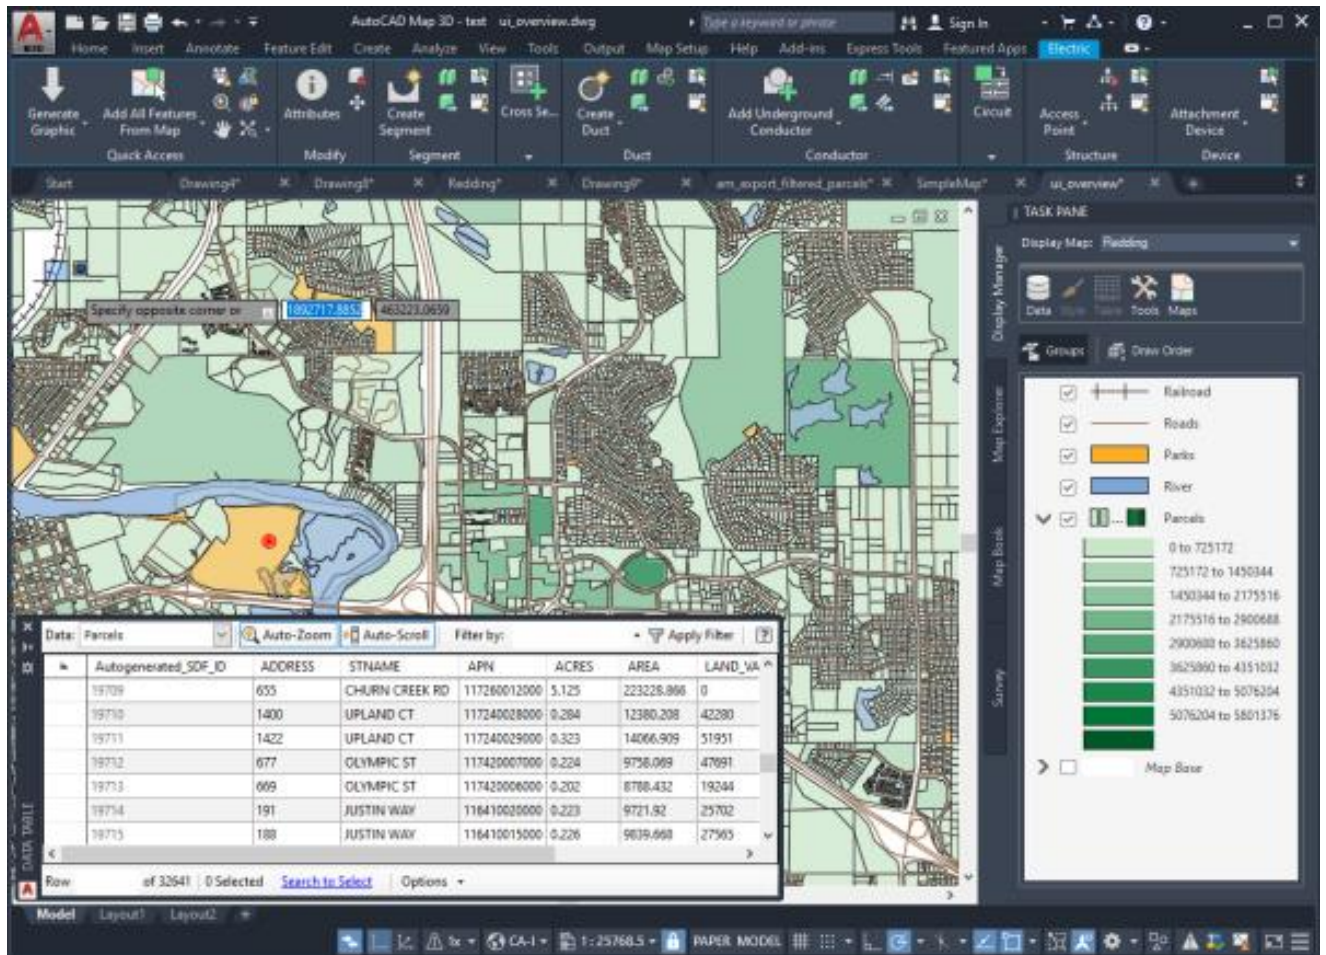 AutoCAD Map 3D - test ui_overview.dwg Type a keyword or phrase Sign In
Home Insert Annotate Feature Edit Create Analyze View Tools Output Map Setup Help Add-ins Express Tools Featured Apps Electric
Generate Graphic Add All Features From Map Attributes Create Segment Cross Se... Create Duct Add Underground Conductor Circuit Access Point Attachment Device
Quick Access Modify Segment Duct Conductor Structure Device
Start Drawing4* Drawing8* Redding* Drawing9* am_export_filtered_parcels* SimpleMap* ui_overview*
TASK PANE
Display Map: Redding
Data Style Table Tools Maps
Groups Draw Order
Display Manager
Map Explorer
Map Book
Survey
Railroad
Roads
Parks
River
Parcels
0 to 725172
725172 to 1450344
1450344 to 2175516
2175516 to 2900688
2900688 to 3625860
3625860 to 4351032
4351032 to 5076204
5076204 to 5801376
Map Base
Specify opposite corner or 1892717.8852 463223.0659
Data: Parcels Auto-Zoom Auto-Scroll Filter by: Apply Filter ?
Autogenerated_SDF_ID ADDRESS STNAME APN ACRES AREA LAND_VA
19709 655 CHURN CREEK RD 117260012000 5.125 223228.866 0
19710 1400 UPLAND CT 117240028000 0.284 12380.208 42280
19711 1422 UPLAND CT 117240029000 0.323 14066.909 51951
19712 677 OLYMPIC ST 117420007000 0.224 9758.069 47691
19713 669 OLYMPIC ST 117420006000 0.202 8788.432 19244
19714 191 JUSTIN WAY 116410020000 0.223 9721.92 25702
19715 188 JUSTIN WAY 116410015000 0.226 9839.668 27565
Row of 32641 0 Selected Search to Select Options
DATA TABLE
Model Layout1 Layout2
1x CA-I 1:25768.5 PAPER MODEL